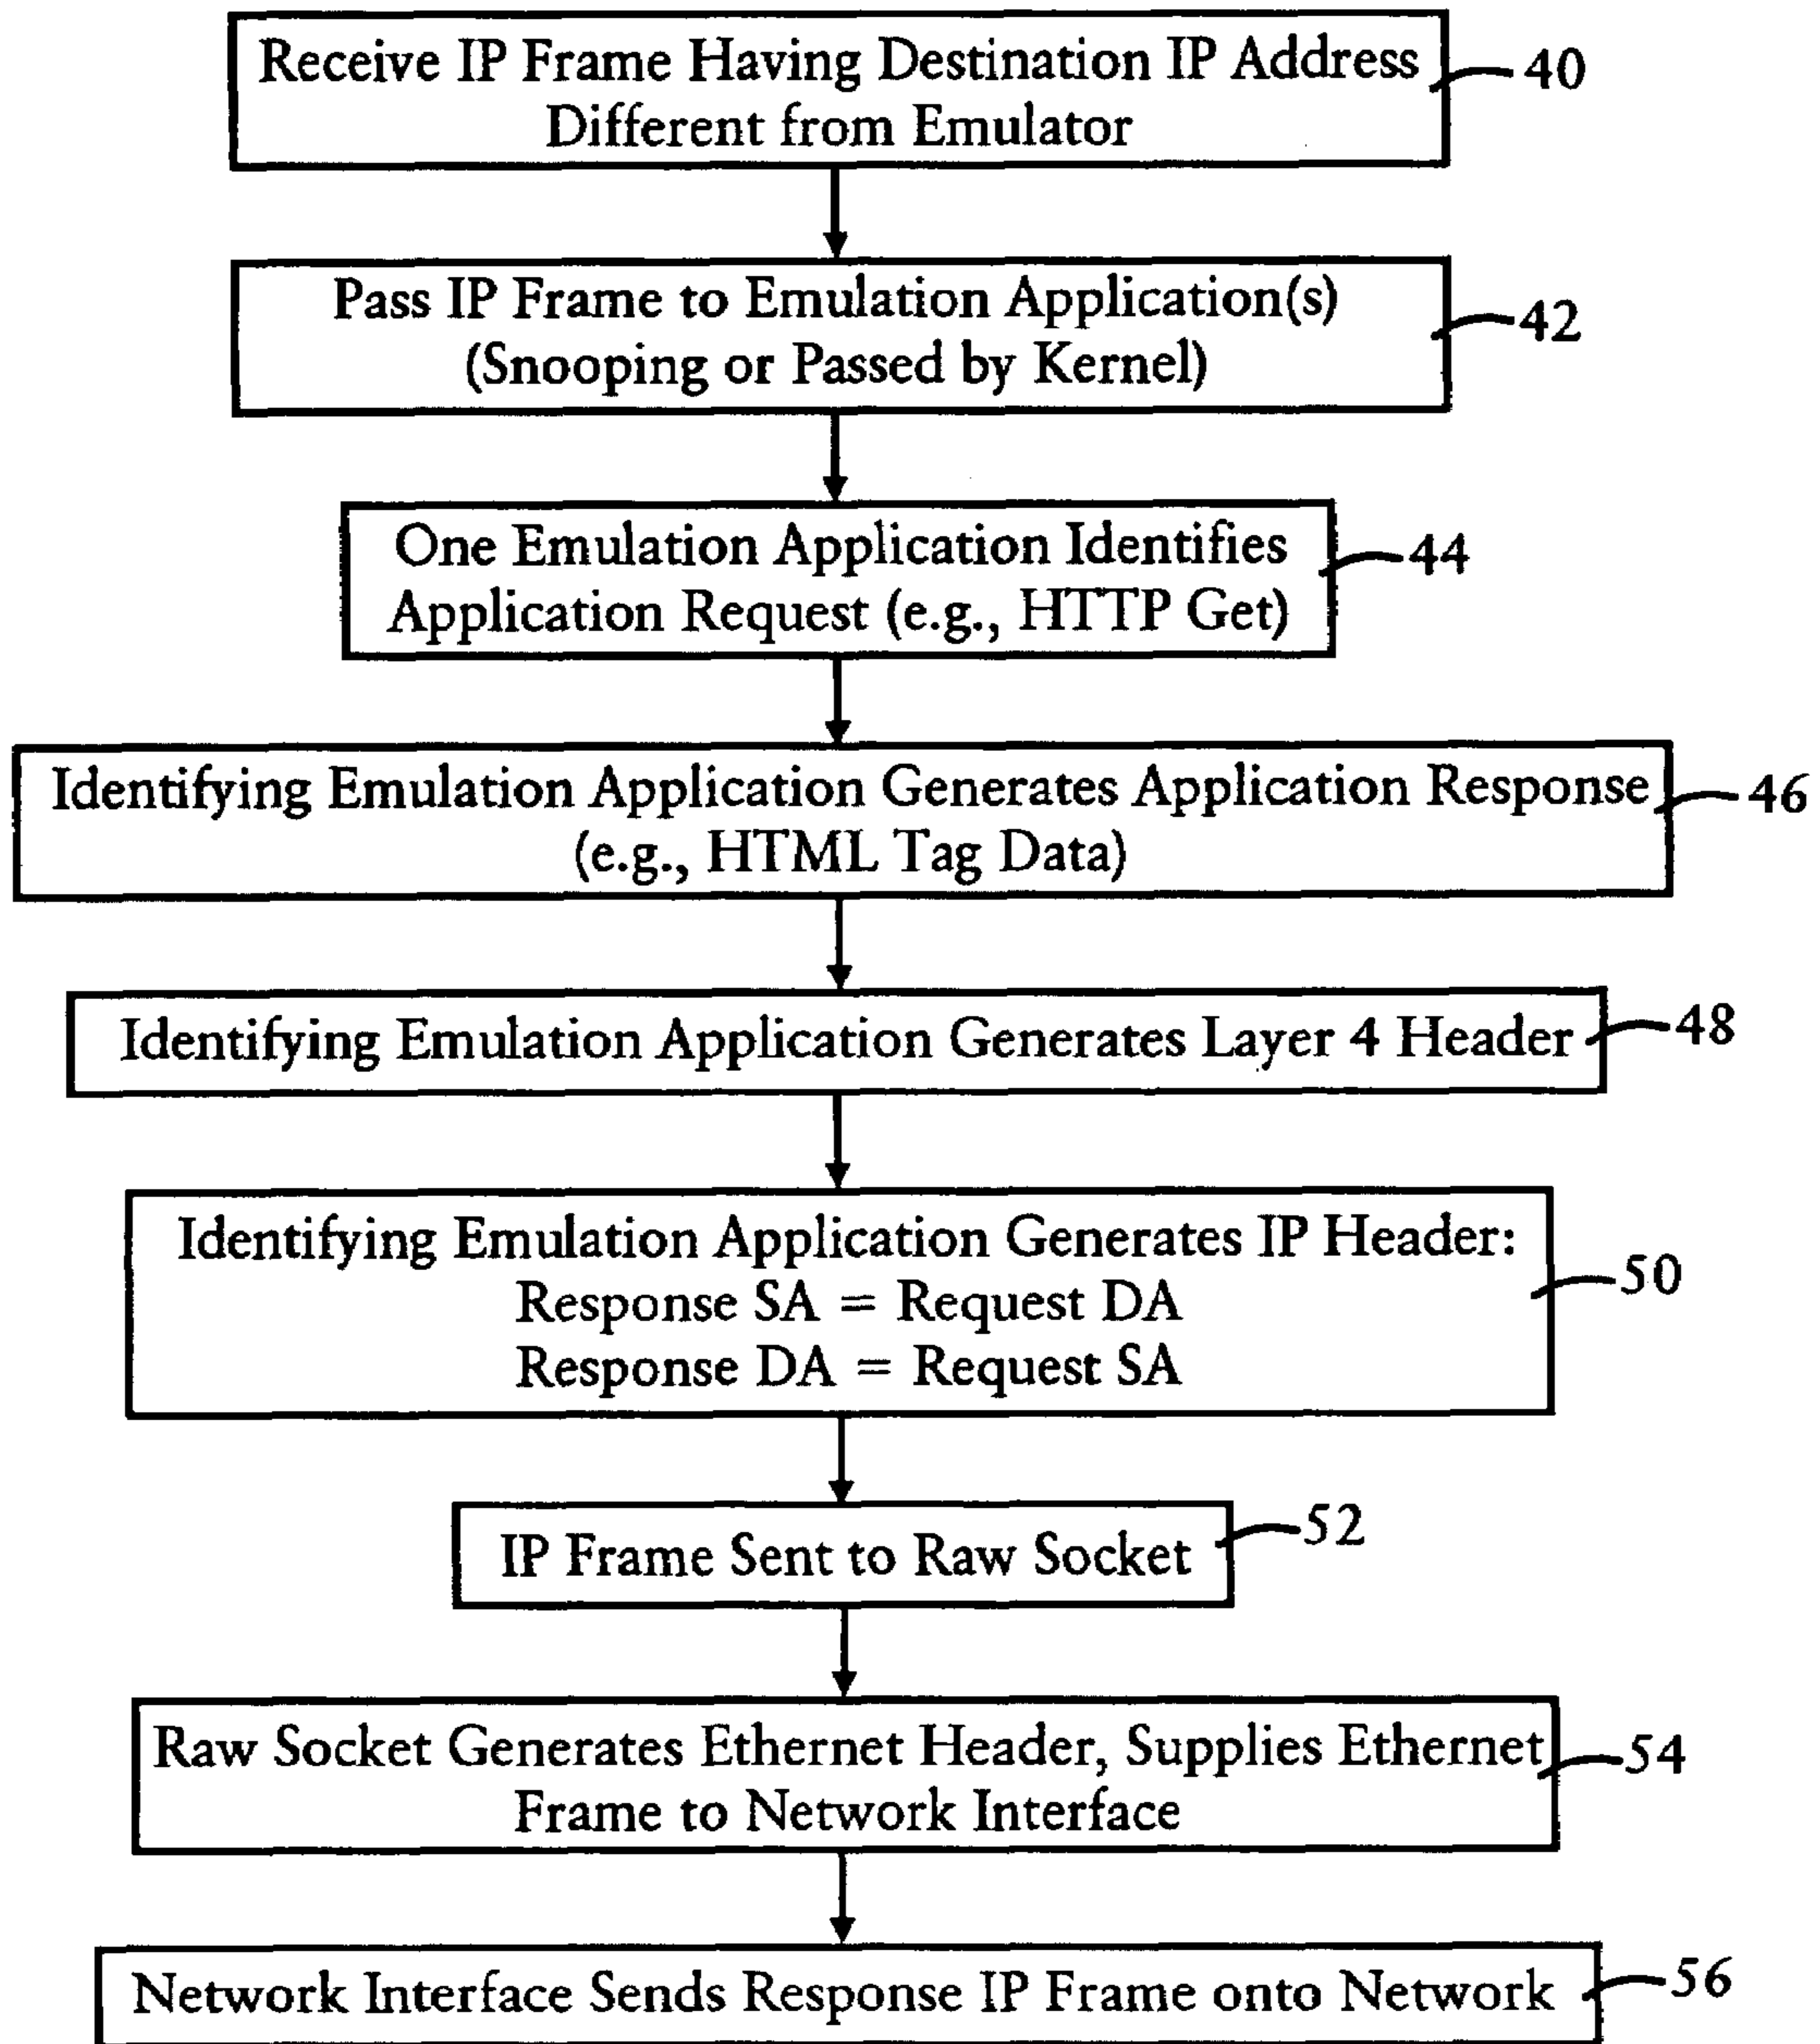 Receive IP Frame Having Destination IP Address
Different from Emulator
40
Pass IP Frame to Emulation Application(s)
(Snooping or Passed by Kernel)
42
One Emulation Application Identifies
Application Request (e.g., HTTP Get)
44
Identifying Emulation Application Generates Application Response
(e.g., HTML Tag Data)
46
Identifying Emulation Application Generates Layer 4 Header
48
Identifying Emulation Application Generates IP Header:
Response SA = Request DA
Response DA = Request SA
50
IP Frame Sent to Raw Socket
52
Raw Socket Generates Ethernet Header, Supplies Ethernet
Frame to Network Interface
54
Network Interface Sends Response IP Frame onto Network
56